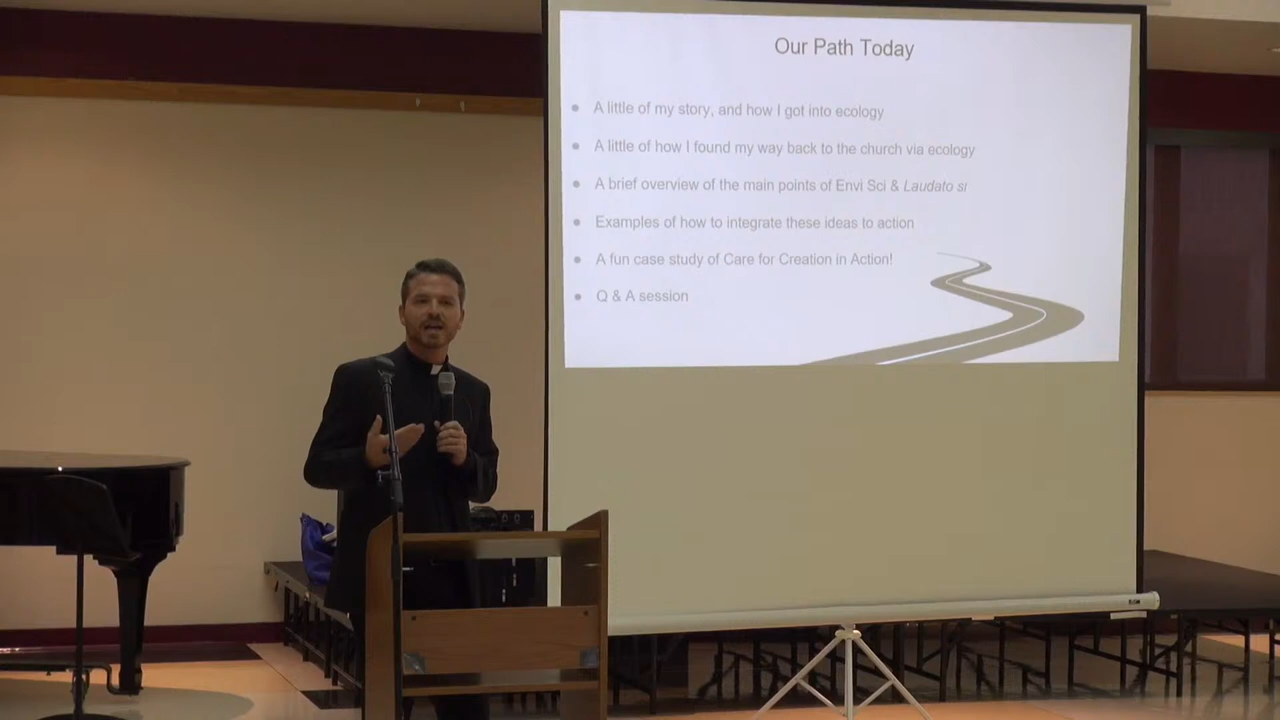 Our Path Today
• A little of my story, and how I got into ecology
• A little of how I found my way back to the church via ecology
• A brief overview of the main points of Envi Sci & Laudato si
• Examples of how to integrate these ideas to action
• A fun case study of Care for Creation in Action!
• Q & A session